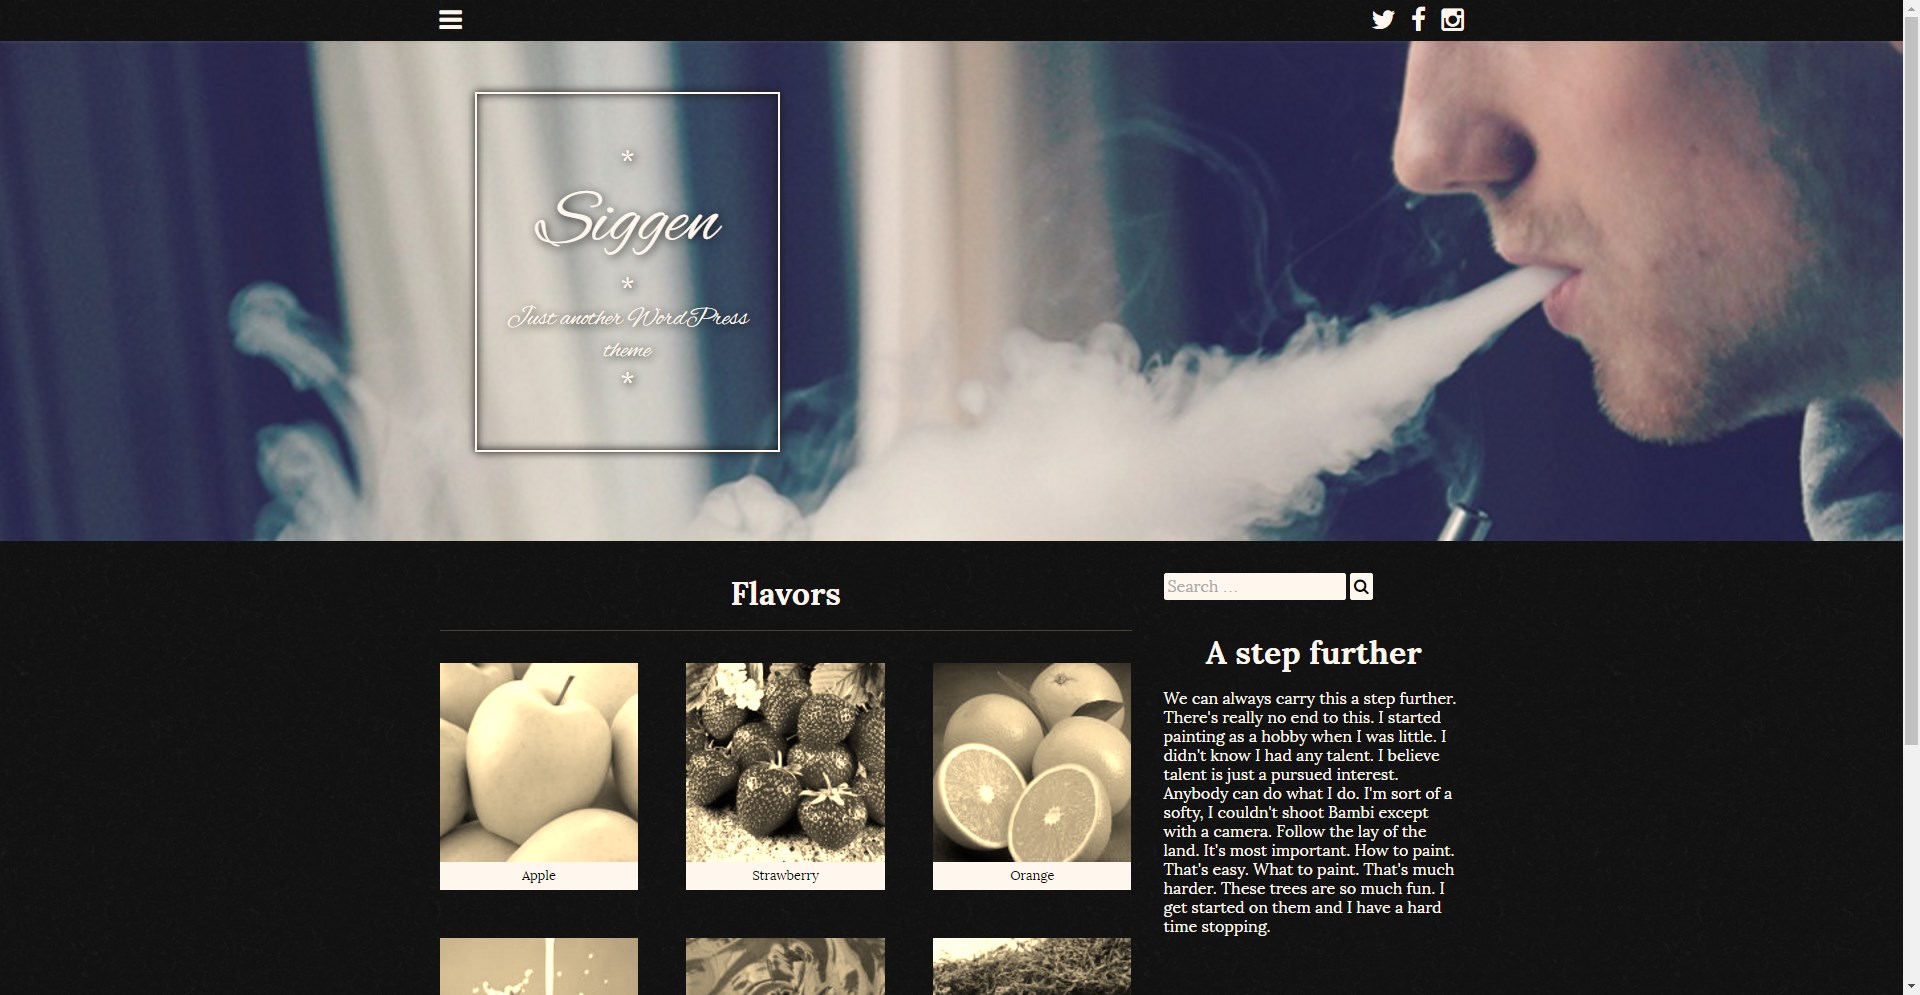 *
Siggen
*
Just another WordPress
theme
*
Flavors
Apple
Strawberry
Orange
Search ...
A step further
We can always carry this a step further.
There's really no end to this. I started
painting as a hobby when I was little. I
didn't know I had any talent. I believe
talent is just a pursued interest.
Anybody can do what I do. I'm sort of a
softy, I couldn't shoot Bambi except
with a camera. Follow the lay of the
land. It's most important. How to paint.
That's easy. What to paint. That's much
harder. These trees are so much fun. I
get started on them and I have a hard
time stopping.